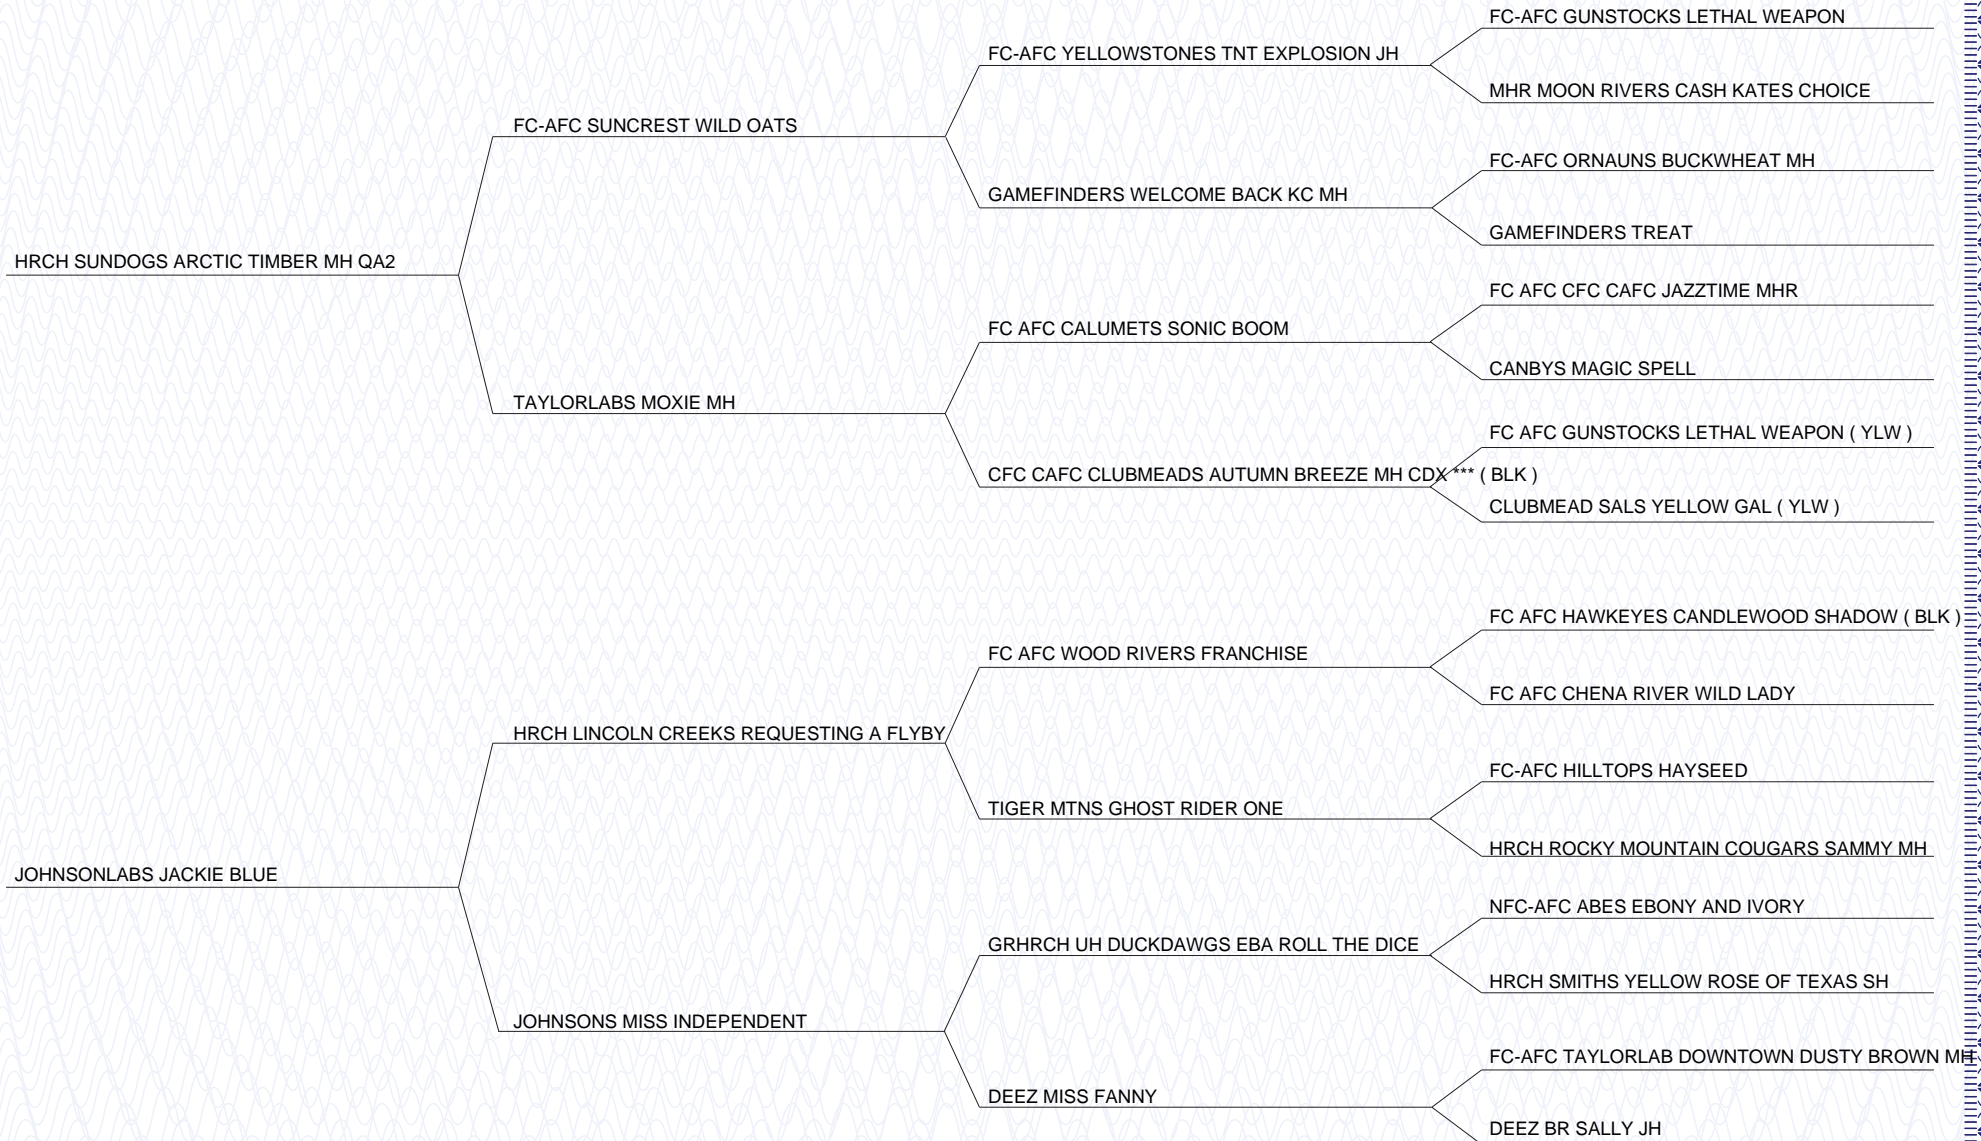 FC-AFC GUNSTOCKS LETHAL WEAPON
FC-AFC YELLOWSTONES TNT EXPLOSION JH
MHR MOON RIVERS CASH KATES CHOICE
FC-AFC SUNCREST WILD OATS
FC-AFC ORNAUNS BUCKWHEAT MH
GAMEFINDERS WELCOME BACK KC MH
GAMEFINDERS TREAT
HRCH SUNDOGS ARCTIC TIMBER MH QA2
FC AFC CFC CAFC JAZZTIME MHR
FC AFC CALUMETS SONIC BOOM
CANBYS MAGIC SPELL
TAYLORLABS MOXIE MH
FC AFC GUNSTOCKS LETHAL WEAPON ( YLW )
CFC CAFC CLUBMEADS AUTUMN BREEZE MH CDX *** ( BLK )
CLUBMEAD SALS YELLOW GAL ( YLW )
FC AFC HAWKEYES CANDLEWOOD SHADOW ( BLK )
FC AFC WOOD RIVERS FRANCHISE
FC AFC CHENA RIVER WILD LADY
HRCH LINCOLN CREEKS REQUESTING A FLYBY
FC-AFC HILLTOPS HAYSEED
TIGER MTNS GHOST RIDER ONE
HRCH ROCKY MOUNTAIN COUGARS SAMMY MH
JOHNSONLABS JACKIE BLUE
NFC-AFC ABES EBONY AND IVORY
GRHRCH UH DUCKDAWGS EBA ROLL THE DICE
HRCH SMITHS YELLOW ROSE OF TEXAS SH
JOHNSONS MISS INDEPENDENT
FC-AFC TAYLORLAB DOWNTOWN DUSTY BROWN MH
DEEZ MISS FANNY
DEEZ BR SALLY JH